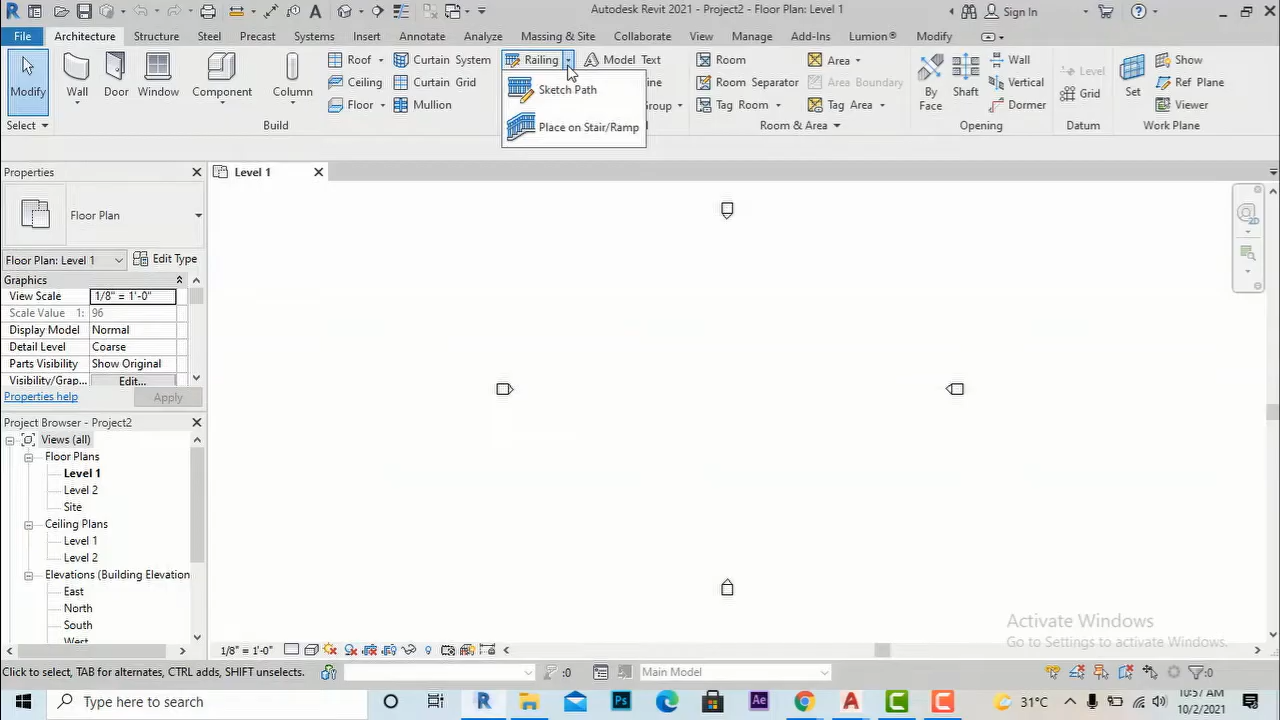 Autodesk Revit 2021 - Project2 - Floor Plan: Level 1
Sign In
File Architecture Structure Steel Precast Systems Insert Annotate Analyze Massing & Site Collaborate View Manage Add-Ins Lumion® Modify
Modify Wall Door Window Component Column
Roof Curtain System Railing Model Text Room Area Wall Level Show
Ceiling Curtain Grid Sketch Path ine Room Separator Area Boundary By Face Shaft Vertical Grid Set Ref Plane
Floor Mullion Place on Stair/Ramp roup Tag Room Tag Area Dormer Viewer
Select Build Room & Area Opening Datum Work Plane
Properties
Level 1
Floor Plan
Floor Plan: Level 1 Edit Type
Graphics
View Scale 1/8" = 1'-0"
Scale Value 1: 96
Display Model Normal
Detail Level Coarse
Parts Visibility Show Original
Visibility/Grap... Edit...
Properties help Apply
Project Browser - Project2
Views (all)
Floor Plans
Level 1
Level 2
Site
Ceiling Plans
Level 1
Level 2
Elevations (Building Elevation
East
North
South
West
2D
Activate Windows
Go to Settings to activate Windows.
1/8" = 1'-0"
Click to select, TAB for alternates, CTRL adds, SHIFT unselects. :0 Main Model :0
Type here to search
Ps
Ae
31°C
10:57 AM
10/2/2021